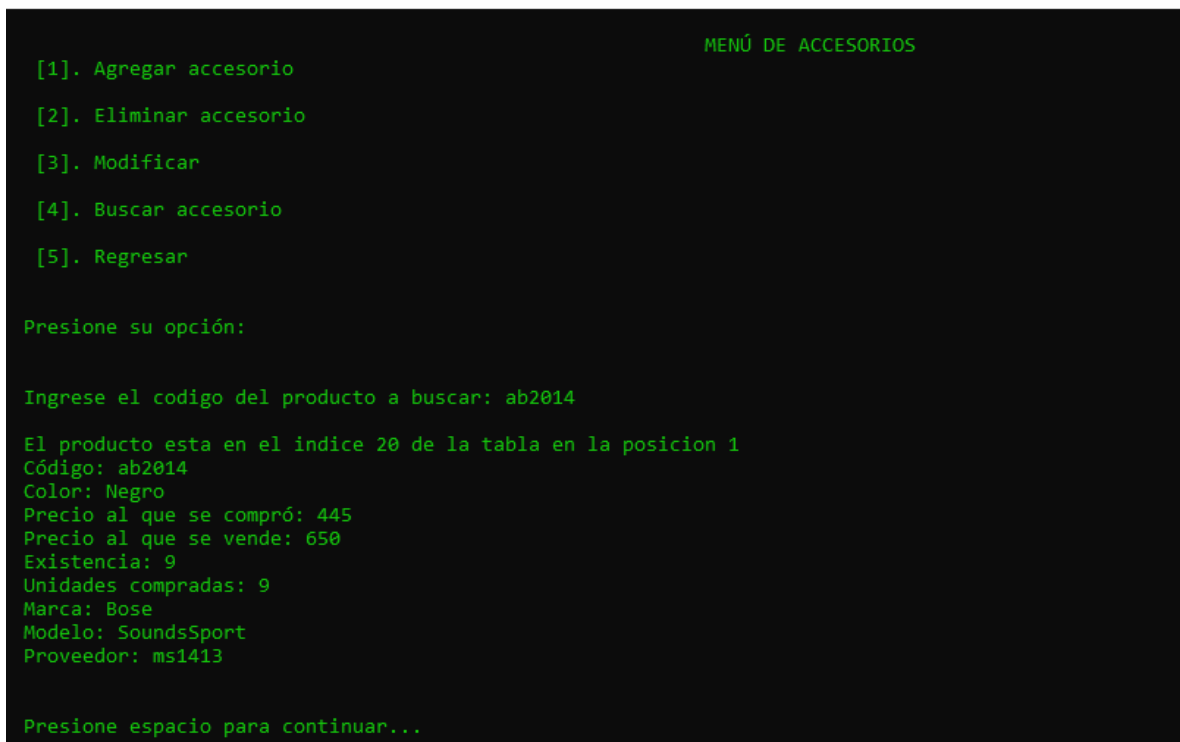 MENÚ DE ACCESORIOS
[1]. Agregar accesorio
[2]. Eliminar accesorio
[3]. Modificar
[4]. Buscar accesorio
[5]. Regresar
Presione su opción:
Ingrese el codigo del producto a buscar: ab2014
El producto esta en el indice 20 de la tabla en la posicion 1
Código: ab2014
Color: Negro
Precio al que se compró: 445
Precio al que se vende: 650
Existencia: 9
Unidades compradas: 9
Marca: Bose
Modelo: SoundsSport
Proveedor: ms1413
Presione espacio para continuar...